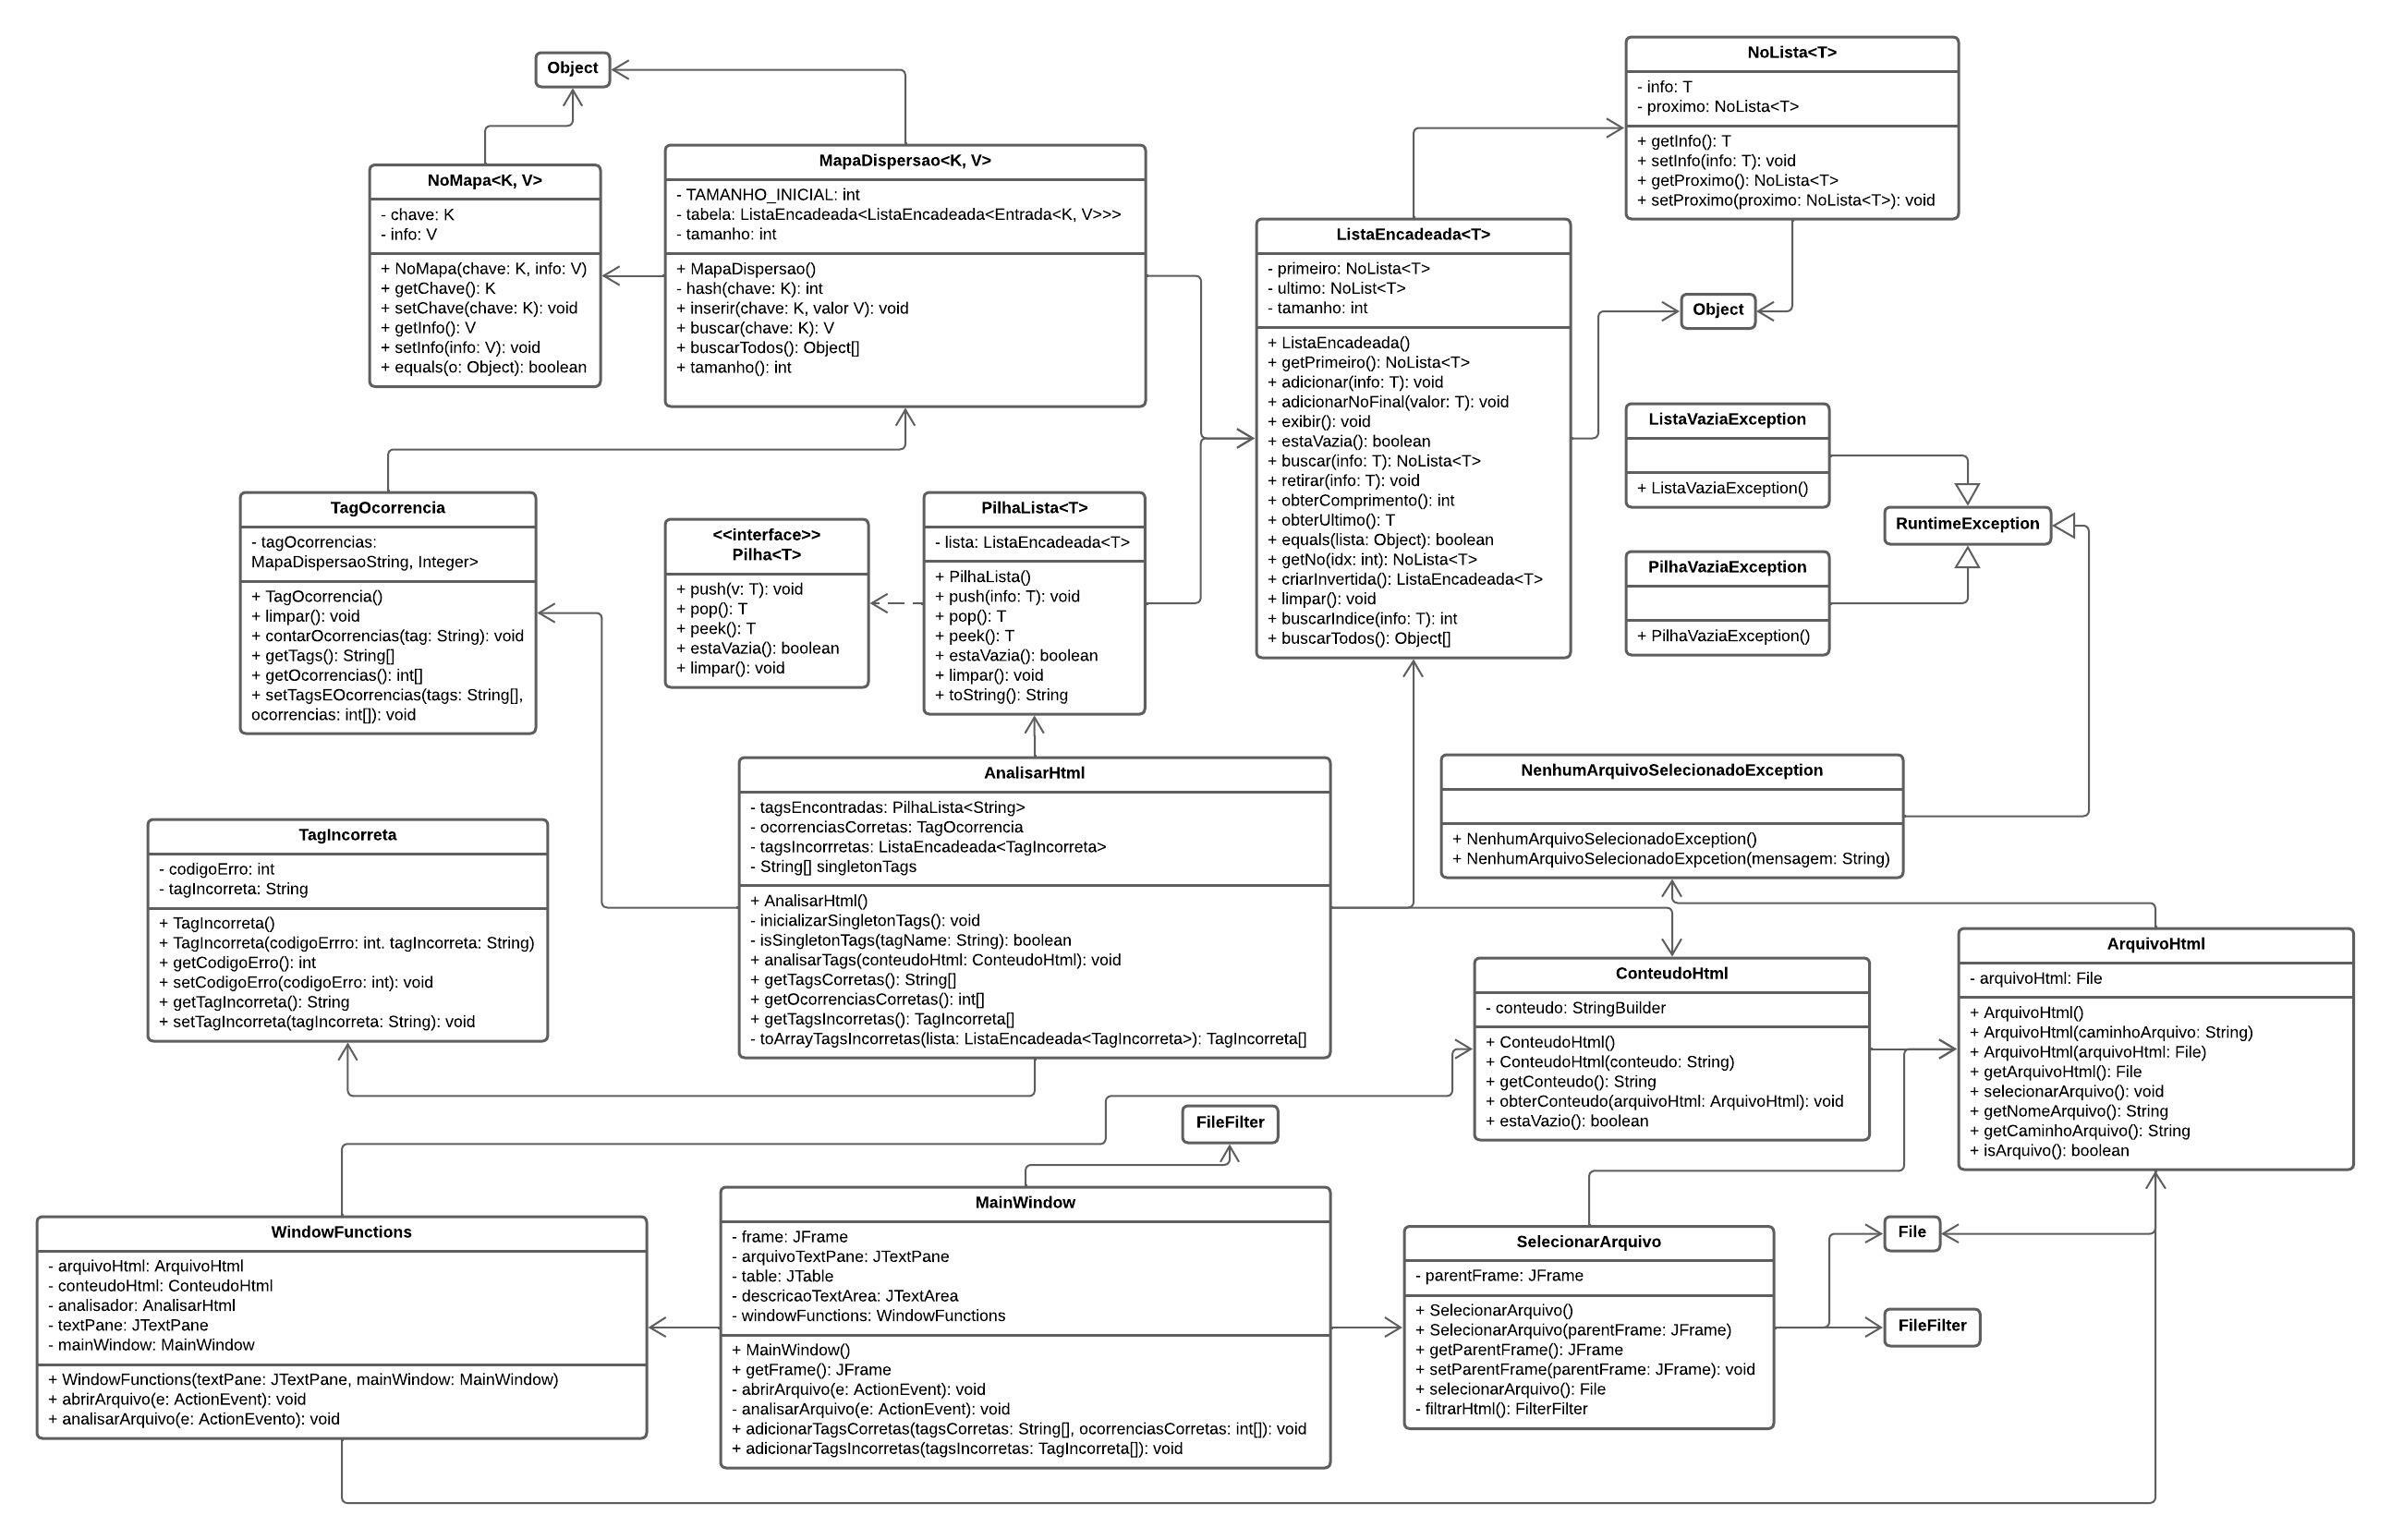 Object
NoMapa<K, V>
- chave: K
- info: V
+ NoMapa(chave: K, info: V)
+ getChave(): K
+ setChave(chave: K): void
+ getInfo(): V
+ setInfo(info: V): void
+ equals(o: Object): boolean
MapaDispersao<K, V>
- TAMANHO_INICIAL: int
- tabela: ListaEncadeada<ListaEncadeada<Entrada<K, V>>>
- tamanho: int
+ MapaDispersao()
- hash(chave: K): int
+ inserir(chave: K, valor V): void
+ buscar(chave: K): V
+ buscarTodos(): Object[]
+ tamanho(): int
ListaEncadeada<T>
- primeiro: NoLista<T>
- ultimo: NoList<T>
- tamanho: int
+ ListaEncadeada()
+ getPrimeiro(): NoLista<T>
+ adicionar(info: T): void
+ adicionarNoFinal(valor: T): void
+ exibir(): void
+ estaVazia(): boolean
+ buscar(info: T): NoLista<T>
+ retirar(info: T): void
+ obterComprimento(): int
+ obterUltimo(): T
+ equals(lista: Object): boolean
+ getNo(idx: int): NoLista<T>
+ criarInvertida(): ListaEncadeada<T>
+ limpar(): void
+ buscarIndice(info: T): int
+ buscarTodos(): Object[]
NoLista<T>
- info: T
- proximo: NoLista<T>
+ getInfo(): T
+ setInfo(info: T): void
+ getProximo(): NoLista<T>
+ setProximo(proximo: NoLista<T>): void
Object
ListaVaziaException
+ ListaVaziaException()
RuntimeException
PilhaVaziaException
+ PilhaVaziaException()
TagOcorrencia
- tagOcorrencias:
MapaDispersaoString, Integer>
+ TagOcorrencia()
+ limpar(): void
+ contarOcorrencias(tag: String): void
+ getTags(): String[]
+ getOcorrencias(): int[]
+ setTagsEOcorrencias(tags: String[],
ocorrencias: int[]): void
<<interface>>
Pilha<T>
+ push(v: T): void
+ pop(): T
+ peek(): T
+ estaVazia(): boolean
+ limpar(): void
PilhaLista<T>
- lista: ListaEncadeada<T>
+ PilhaLista()
+ push(info: T): void
+ pop(): T
+ peek(): T
+ estaVazia(): boolean
+ limpar(): void
+ toString(): String
AnalisarHtml
- tagsEncontradas: PilhaLista<String>
- ocorrenciasCorretas: TagOcorrencia
- tagsIncorrretas: ListaEncadeada<TagIncorreta>
- String[] singletonTags
+ AnalisarHtml()
- inicializarSingletonTags(): void
- isSingletonTags(tagName: String): boolean
+ analisarTags(conteudoHtml: ConteudoHtml): void
+ getTagsCorretas(): String[]
+ getOcorrenciasCorretas(): int[]
+ getTagsIncorretas(): TagIncorreta[]
- toArrayTagsIncorretas(lista: ListaEncadeada<TagIncorreta>): TagIncorreta[]
TagIncorreta
- codigoErro: int
- tagIncorreta: String
+ TagIncorreta()
+ TagIncorreta(codigoErrro: int. tagIncorreta: String)
+ getCodigoErro(): int
+ setCodigoErro(codigoErro: int): void
+ getTagIncorreta(): String
+ setTagIncorreta(tagIncorreta: String): void
NenhumArquivoSelecionadoException
+ NenhumArquivoSelecionadoException()
+ NenhumArquivoSelecionadoExpcetion(mensagem: String)
ConteudoHtml
- conteudo: StringBuilder
+ ConteudoHtml()
+ ConteudoHtml(conteudo: String)
+ getConteudo(): String
+ obterConteudo(arquivoHtml: ArquivoHtml): void
+ estaVazio(): boolean
ArquivoHtml
- arquivoHtml: File
+ ArquivoHtml()
+ ArquivoHtml(caminhoArquivo: String)
+ ArquivoHtml(arquivoHtml: File)
+ getArquivoHtml(): File
+ selecionarArquivo(): void
+ getNomeArquivo(): String
+ getCaminhoArquivo(): String
+ isArquivo(): boolean
FileFilter
WindowFunctions
- arquivoHtml: ArquivoHtml
- conteudoHtml: ConteudoHtml
- analisador: AnalisarHtml
- textPane: JTextPane
- mainWindow: MainWindow
+ WindowFunctions(textPane: JTextPane, mainWindow: MainWindow)
+ abrirArquivo(e: ActionEvent): void
+ analisarArquivo(e: ActionEvento): void
MainWindow
- frame: JFrame
- arquivoTextPane: JTextPane
- table: JTable
- descricaoTextArea: JTextArea
- windowFunctions: WindowFunctions
+ MainWindow()
+ getFrame(): JFrame
- abrirArquivo(e: ActionEvent): void
- analisarArquivo(e: ActionEvent): void
+ adicionarTagsCorretas(tagsCorretas: String[], ocorrenciasCorretas: int[]): void
+ adicionarTagsIncorretas(tagsIncorretas: TagIncorreta[]): void
SelecionarArquivo
- parentFrame: JFrame
+ SelecionarArquivo()
+ SelecionarArquivo(parentFrame: JFrame)
+ getParentFrame(): JFrame
+ setParentFrame(parentFrame: JFrame): void
+ selecionarArquivo(): File
- filtrarHtml(): FilterFilter
File
FileFilter